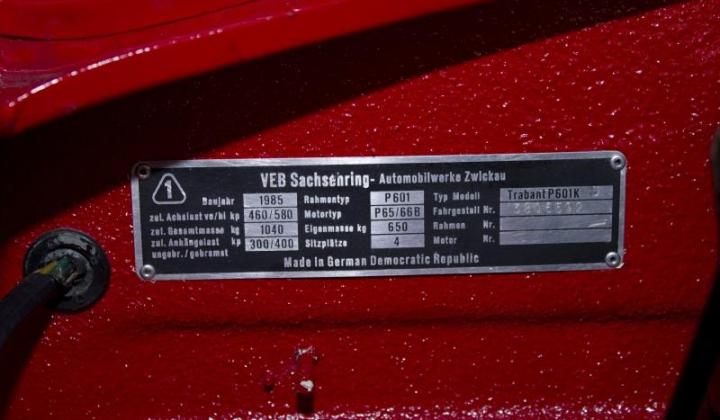 1
VEB Sachsenring - Automobilwerke Zwickau
Baujahr 1985 Rahmentyp P601 Typ Modell Trabant P601K
zul. Achslast vo/hi kp 460/580 Motortyp P65/66B Fahrgestell Nr.
zul. Gesamtmasse kg 1040 Eigenmasse kg 650 Rahmen Nr.
zul. Anhängelast kp 300/400 Sitzplätze 4 Motor Nr.
ungebr./gebremst
Made in German Democratic Republic